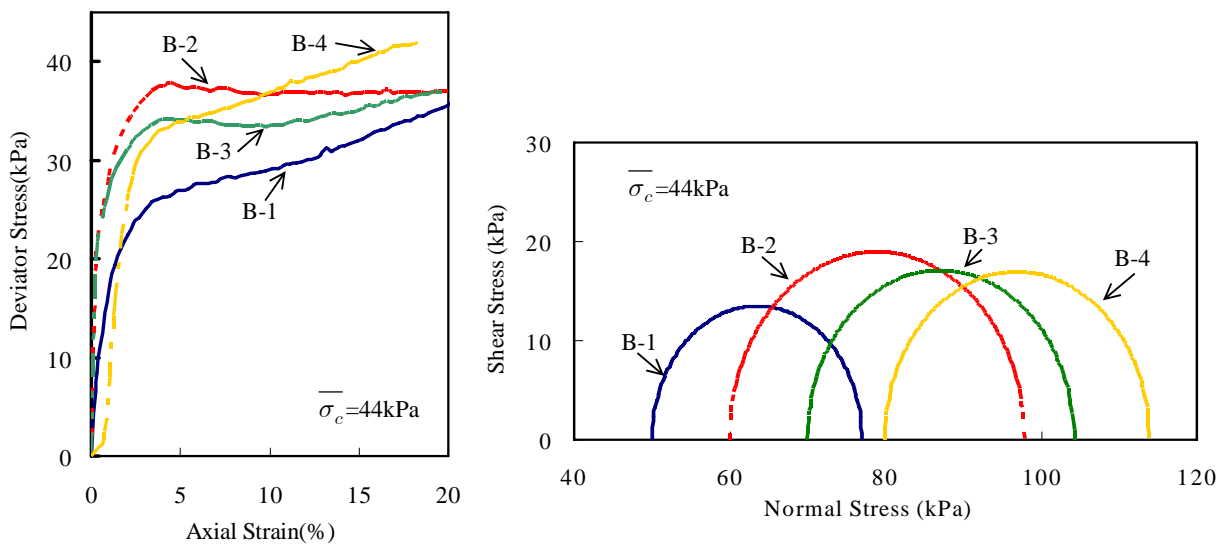 Deviator Stress(kPa)
40
30
20
10
0
B-2
B-4
B-3
B-1
σc=44kPa
0
5
10
15
20
Axial Strain(%)
Shear Stress (kPa)
30
20
10
0
σc=44kPa
B-1
B-2
B-3
B-4
40
60
80
100
120
Normal Stress (kPa)